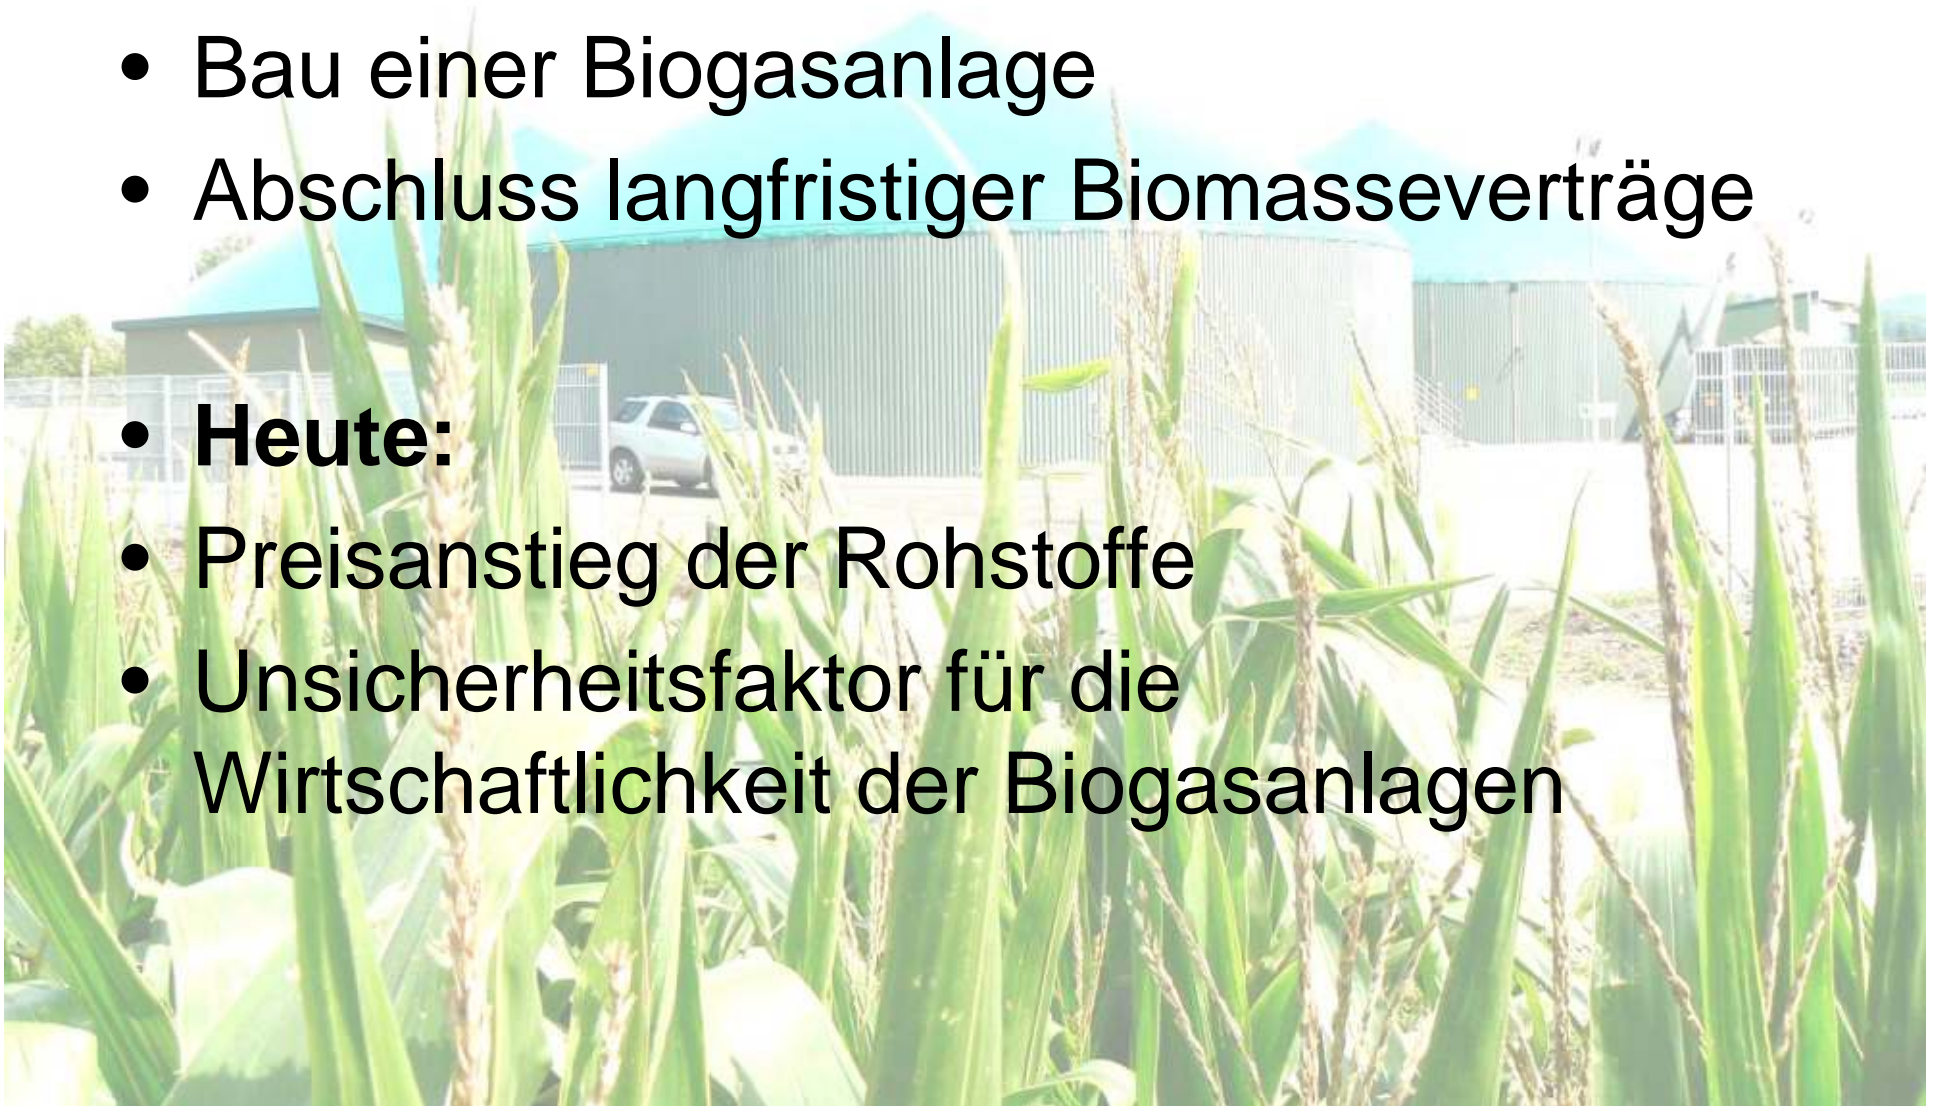 • Bau einer Biogasanlage
• Abschluss langfristiger Biomasseverträge
• Heute:
• Preisanstieg der Rohstoffe
• Unsicherheitsfaktor für die
Wirtschaftlichkeit der Biogasanlagen